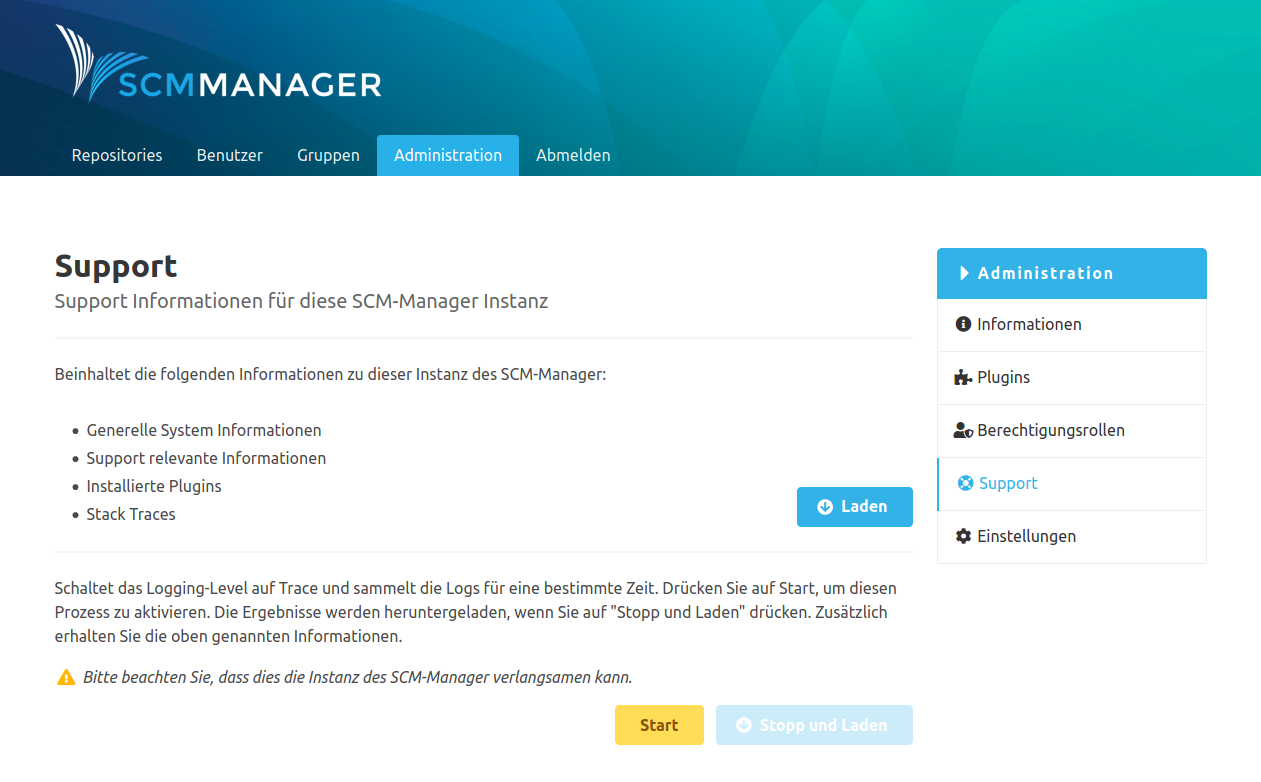 SCMMANAGER
Repositories Benutzer Gruppen Administration Abmelden
Support
Support Informationen für diese SCM-Manager Instanz
Beinhaltet die folgenden Informationen zu dieser Instanz des SCM-Manager:
Generelle System Informationen
Support relevante Informationen
Installierte Plugins
Stack Traces
Laden
Schaltet das Logging-Level auf Trace und sammelt die Logs für eine bestimmte Zeit. Drücken Sie auf Start, um diesen
Prozess zu aktivieren. Die Ergebnisse werden heruntergeladen, wenn Sie auf "Stopp und Laden" drücken. Zusätzlich
erhalten Sie die oben genannten Informationen.
Bitte beachten Sie, dass dies die Instanz des SCM-Manager verlangsamen kann.
Start Stopp und Laden
Administration
Informationen
Plugins
Berechtigungsrollen
Support
Einstellungen